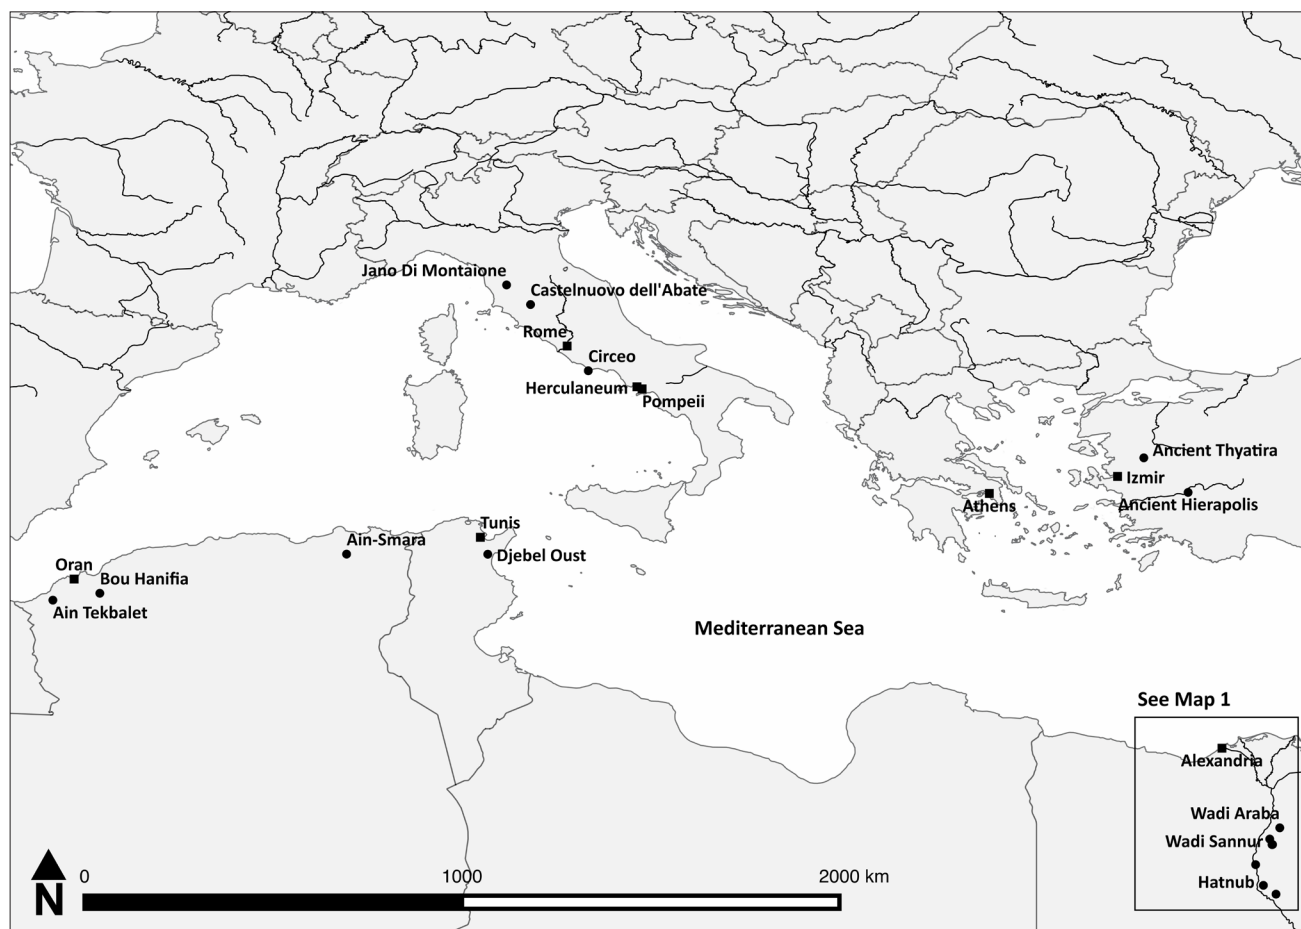 Jano Di Montaione
Castelnuovo dell'Abate
Rome
Circeo
Herculaneum
Pompeii
Ancient Thyatira
Izmir
Ancient Hierapolis
Athens
Tunis
Ain-Smara
Djebel Oust
Oran
Bou Hanifia
Ain Tekbalet
Mediterranean Sea
See Map 1
Alexandria
Wadi Araba
Wadi Sannur
Hatnub
0 1000 2000 km
N